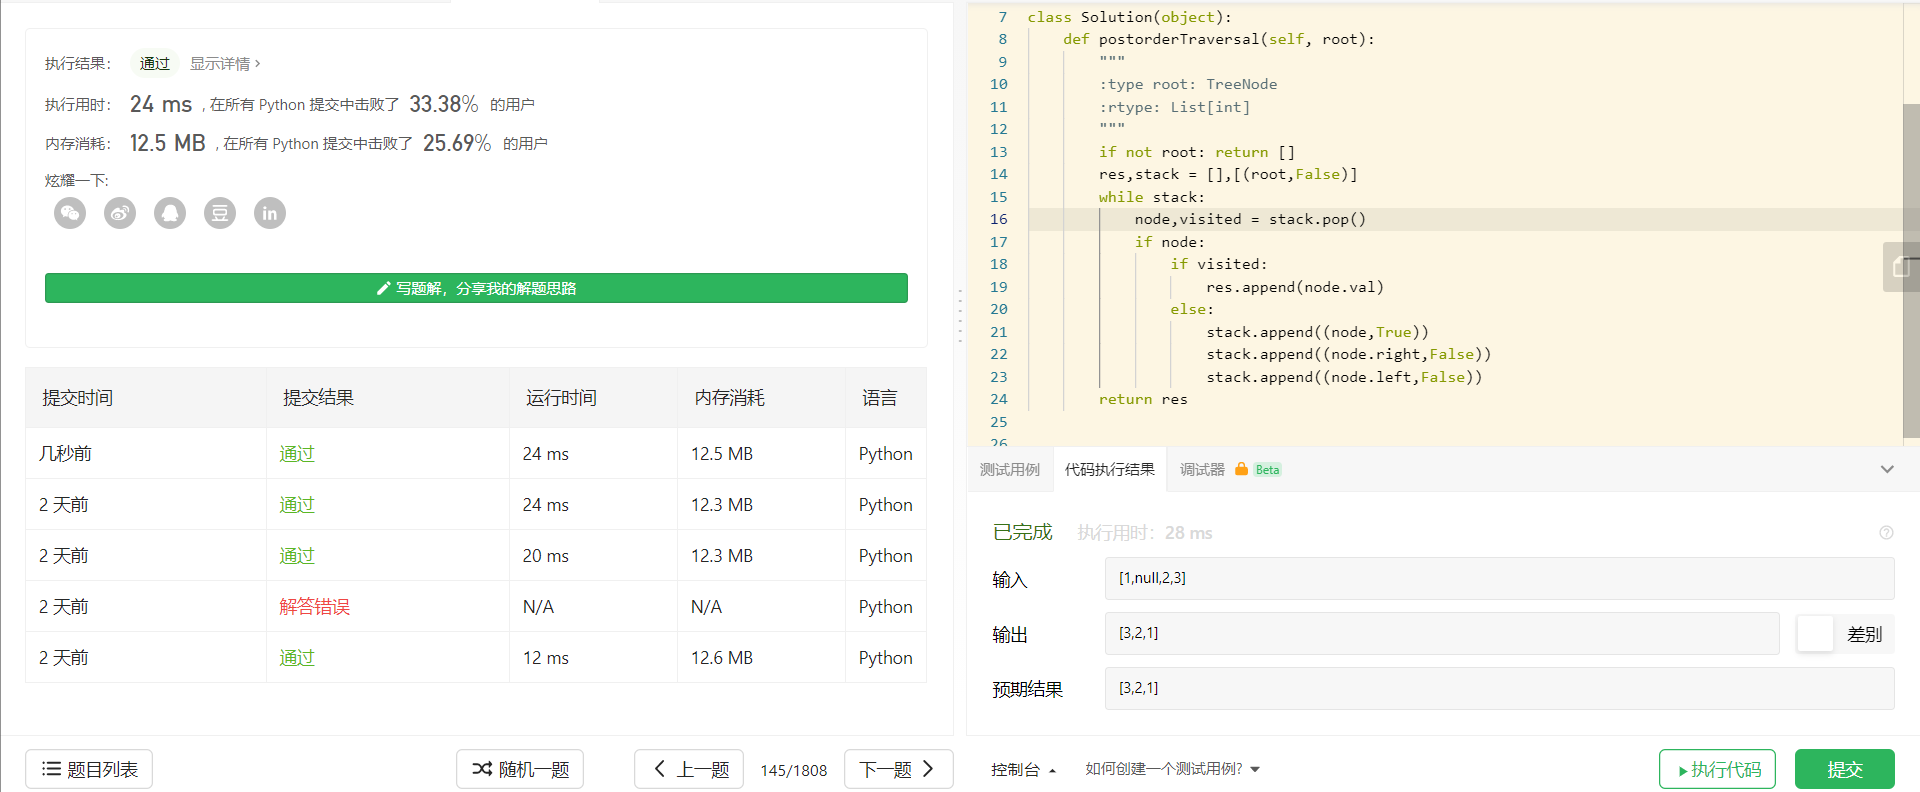 执行结果： 通过 显示详情 >
执行用时： 24 ms ，在所有 Python 提交中击败了 33.38% 的用户
内存消耗： 12.5 MB ，在所有 Python 提交中击败了 25.69% 的用户
炫耀一下:
豆 in
写题解，分享我的解题思路
提交时间 提交结果 运行时间 内存消耗 语言
几秒前 通过 24 ms 12.5 MB Python
2 天前 通过 24 ms 12.3 MB Python
2 天前 通过 20 ms 12.3 MB Python
2 天前 解答错误 N/A N/A Python
2 天前 通过 12 ms 12.6 MB Python
题目列表 随机一题 上一题 145/1808 下一题
7 class Solution(object):
8 def postorderTraversal(self, root):
9 """
10 :type root: TreeNode
11 :rtype: List[int]
12 """
13 if not root: return []
14 res,stack = [],[(root,False)]
15 while stack:
16 node,visited = stack.pop()
17 if node:
18 if visited:
19 res.append(node.val)
20 else:
21 stack.append((node,True))
22 stack.append((node.right,False))
23 stack.append((node.left,False))
24 return res
25
26
测试用例 代码执行结果 调试器 Beta
已完成 执行用时：28 ms
输入 [1,null,2,3]
输出 [3,2,1] 差别
预期结果 [3,2,1]
控制台 如何创建一个测试用例? 执行代码 提交